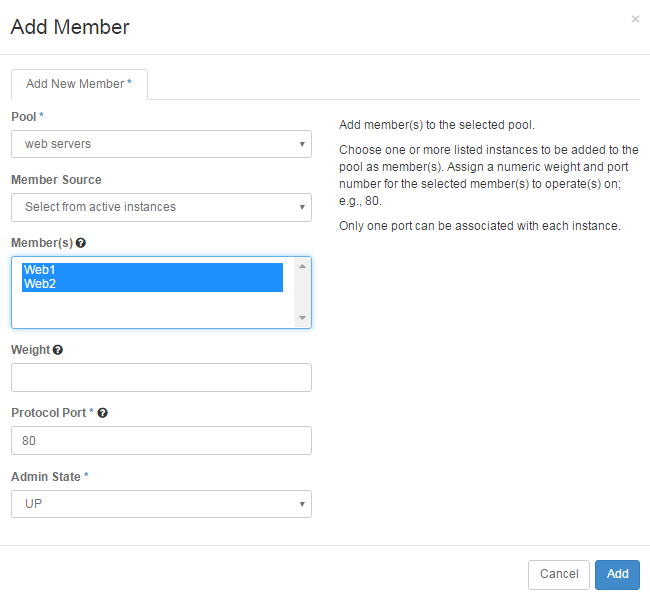 Add Member
×
Add New Member *
Pool *
web servers
Member Source
Select from active instances
Member(s)
Web1
Web2
Weight
Protocol Port *
80
Admin State *
UP
Add member(s) to the selected pool.
Choose one or more listed instances to be added to the
pool as member(s). Assign a numeric weight and port
number for the selected member(s) to operate(s) on;
e.g., 80.
Only one port can be associated with each instance.
Cancel
Add